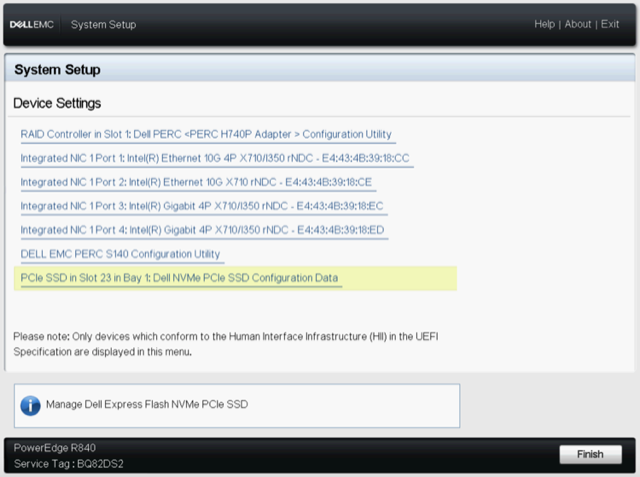 DELLEMC System Setup Help | About | Exit
System Setup
Device Settings
RAID Controller in Slot 1: Dell PERC <PERC H740P Adapter > Configuration Utility
Integrated NIC 1 Port 1: Intel(R) Ethernet 10G 4P X710/I350 rNDC - E4:43:4B:39:18:CC
Integrated NIC 1 Port 2: Intel(R) Ethernet 10G X710 rNDC - E4:43:4B:39:18:CE
Integrated NIC 1 Port 3: Intel(R) Gigabit 4P X710/I350 rNDC - E4:43:4B:39:18:EC
Integrated NIC 1 Port 4: Intel(R) Gigabit 4P X710/I350 rNDC - E4:43:4B:39:18:ED
DELL EMC PERC S140 Configuration Utility
PCIe SSD in Slot 23 in Bay 1: Dell NVMe PCIe SSD Configuration Data
Please note: Only devices which conform to the Human Interface Infrastructure (HII) in the UEFI
Specification are displayed in this menu.
Manage Dell Express Flash NVMe PCIe SSD
PowerEdge R840
Service Tag : BQ82DS2
Finish